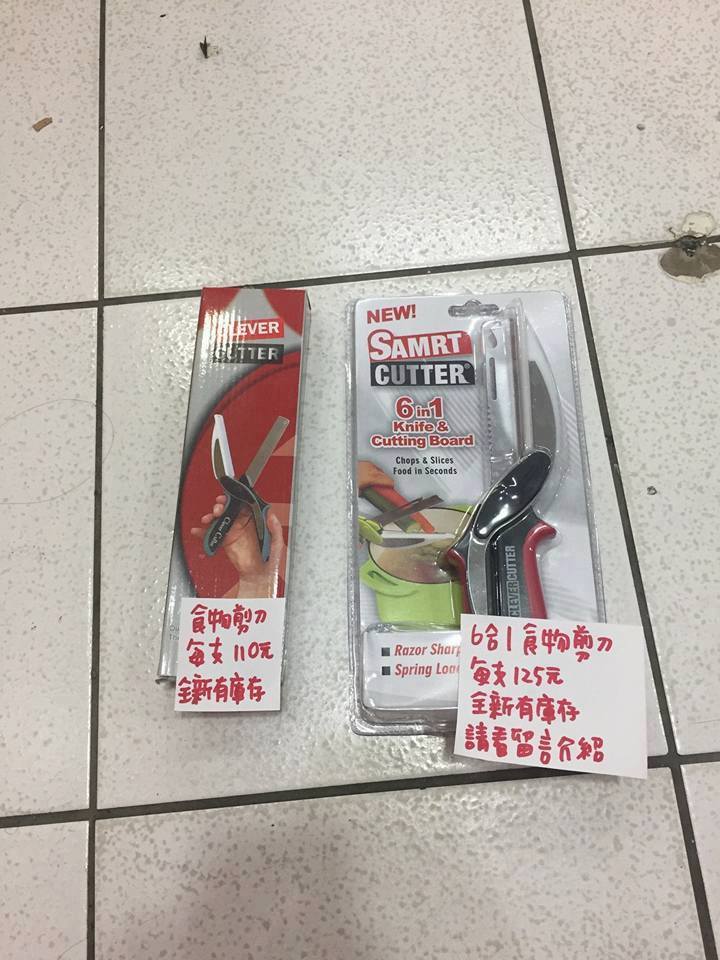 CLEVER
CUTTER
Clever Cutter
食物剪刀
每支 110元
全新有庫存
NEW!
SAMRT
CUTTER®
6 in 1
Knife &
Cutting Board
Chops & Slices
Food in Seconds
CLEVER CUTTER
Razor Sharp
Spring Loa
6合1食物剪刀
每支125元
全新有庫存
請看留言介紹